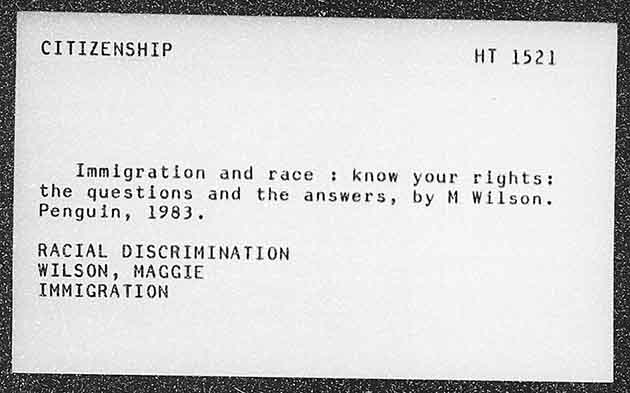 CITIZENSHIP
HT 1521
Immigration and race : know your rights:
the questions and the answers, by M Wilson.
Penguin, 1983.
RACIAL DISCRIMINATION
WILSON, MAGGIE
IMMIGRATION